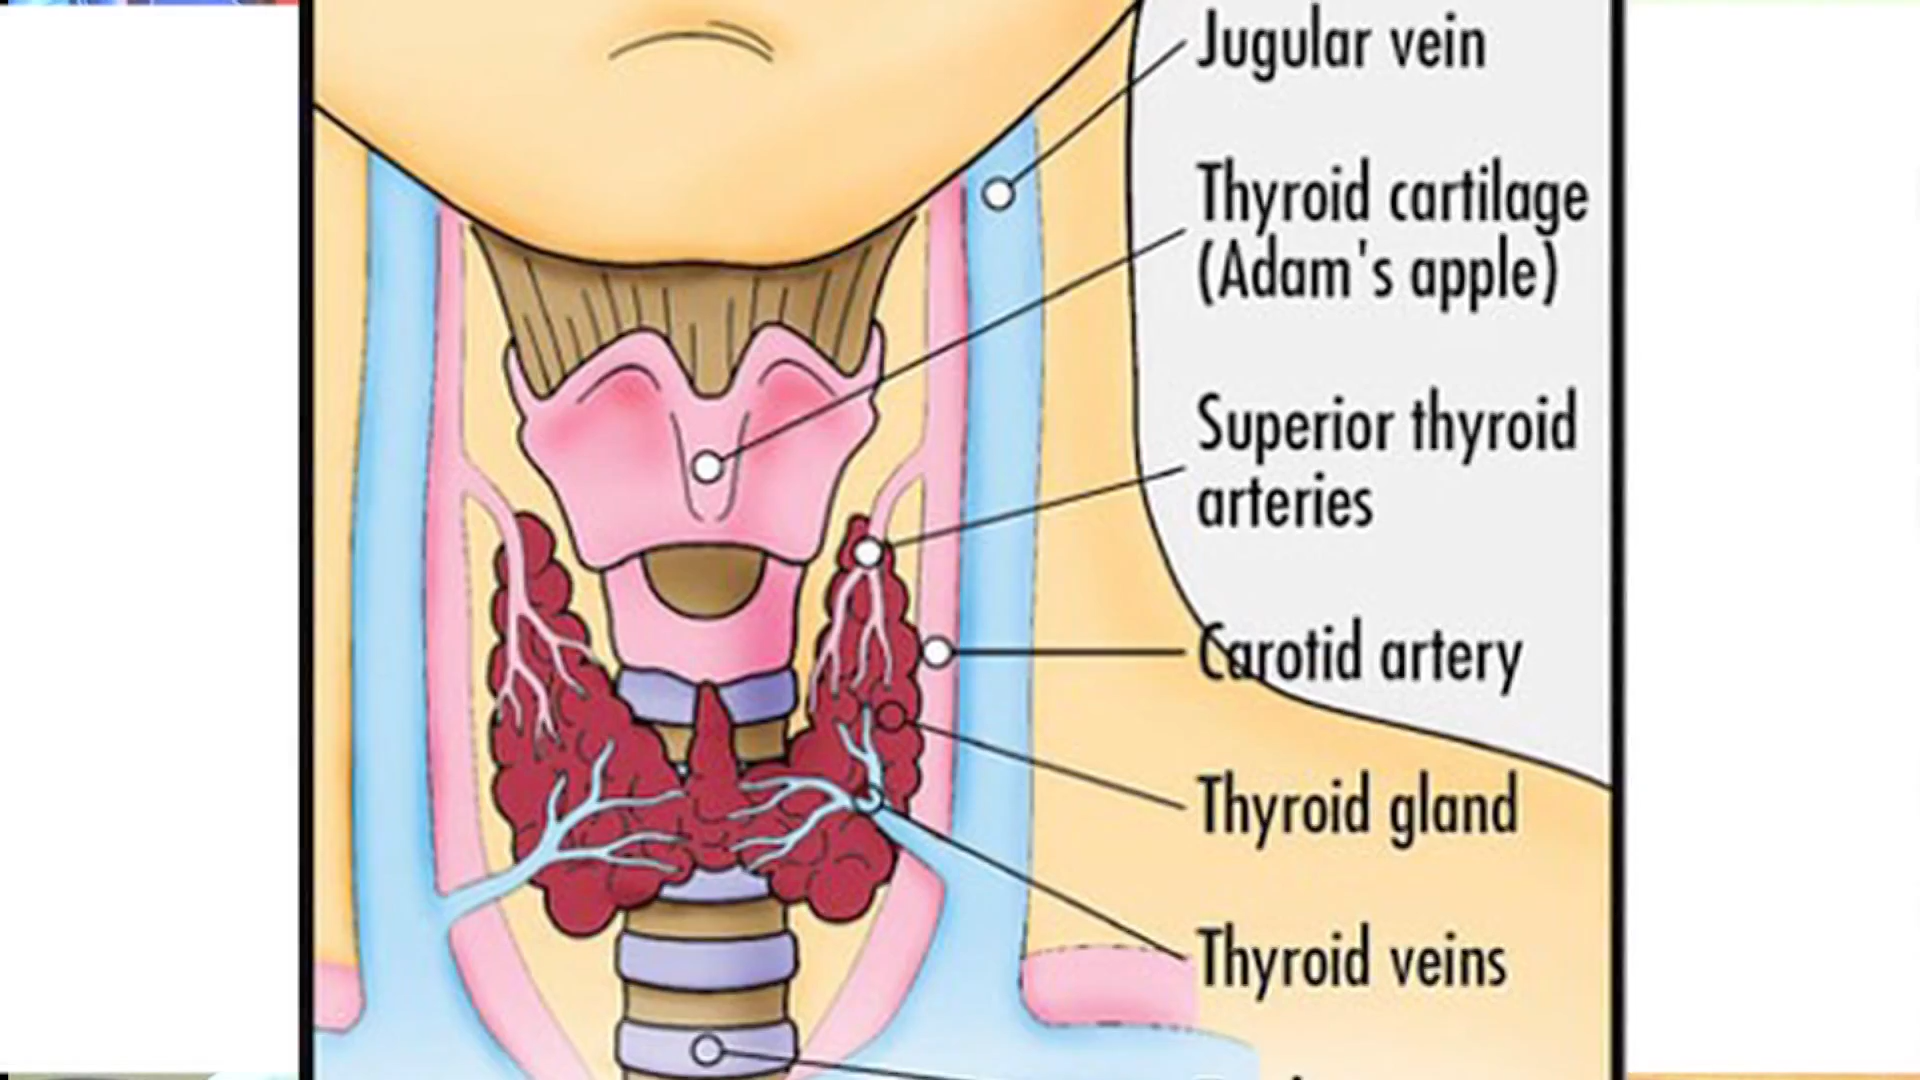 Jugular vein
Thyroid cartilage
(Adam's apple)
Superior thyroid
arteries
Carotid artery
Thyroid gland
Thyroid veins